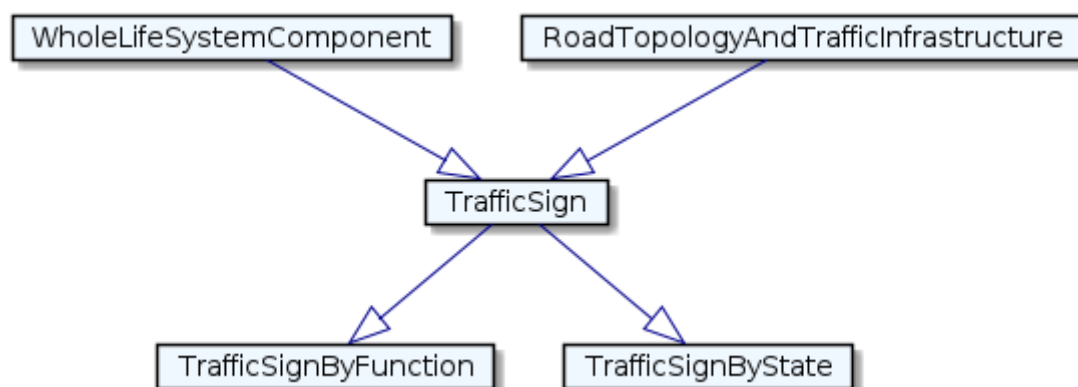 WholeLifeSystemComponent
RoadTopologyAndTrafficInfrastructure
TrafficSign
TrafficSignByFunction
TrafficSignByState